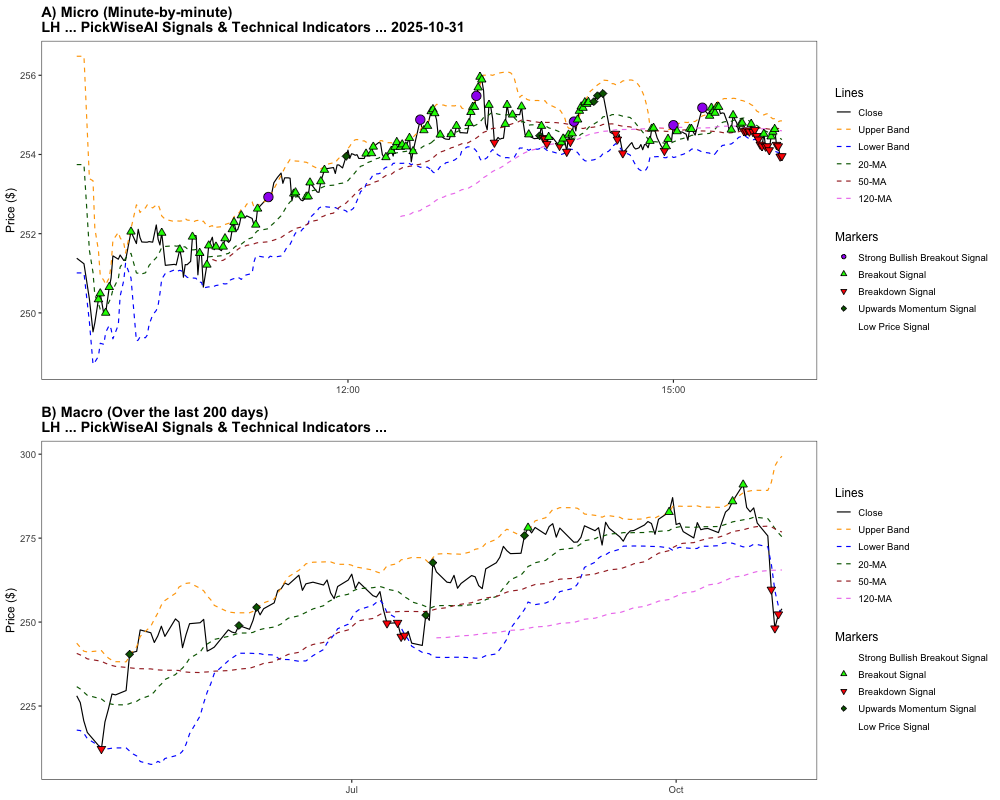 A) Micro (Minute-by-minute)
LH ... PickWiseAI Signals & Technical Indicators ... 2025-10-31
Price ($)
256
254
252
250
12:00
15:00
Lines
Close
Upper Band
Lower Band
20-MA
50-MA
120-MA
Markers
Strong Bullish Breakout Signal
Breakout Signal
Breakdown Signal
Upwards Momentum Signal
Low Price Signal
B) Macro (Over the last 200 days)
LH ... PickWiseAI Signals & Technical Indicators ...
Price ($)
300
275
250
225
Jul
Oct
Lines
Close
Upper Band
Lower Band
20-MA
50-MA
120-MA
Markers
Strong Bullish Breakout Signal
Breakout Signal
Breakdown Signal
Upwards Momentum Signal
Low Price Signal